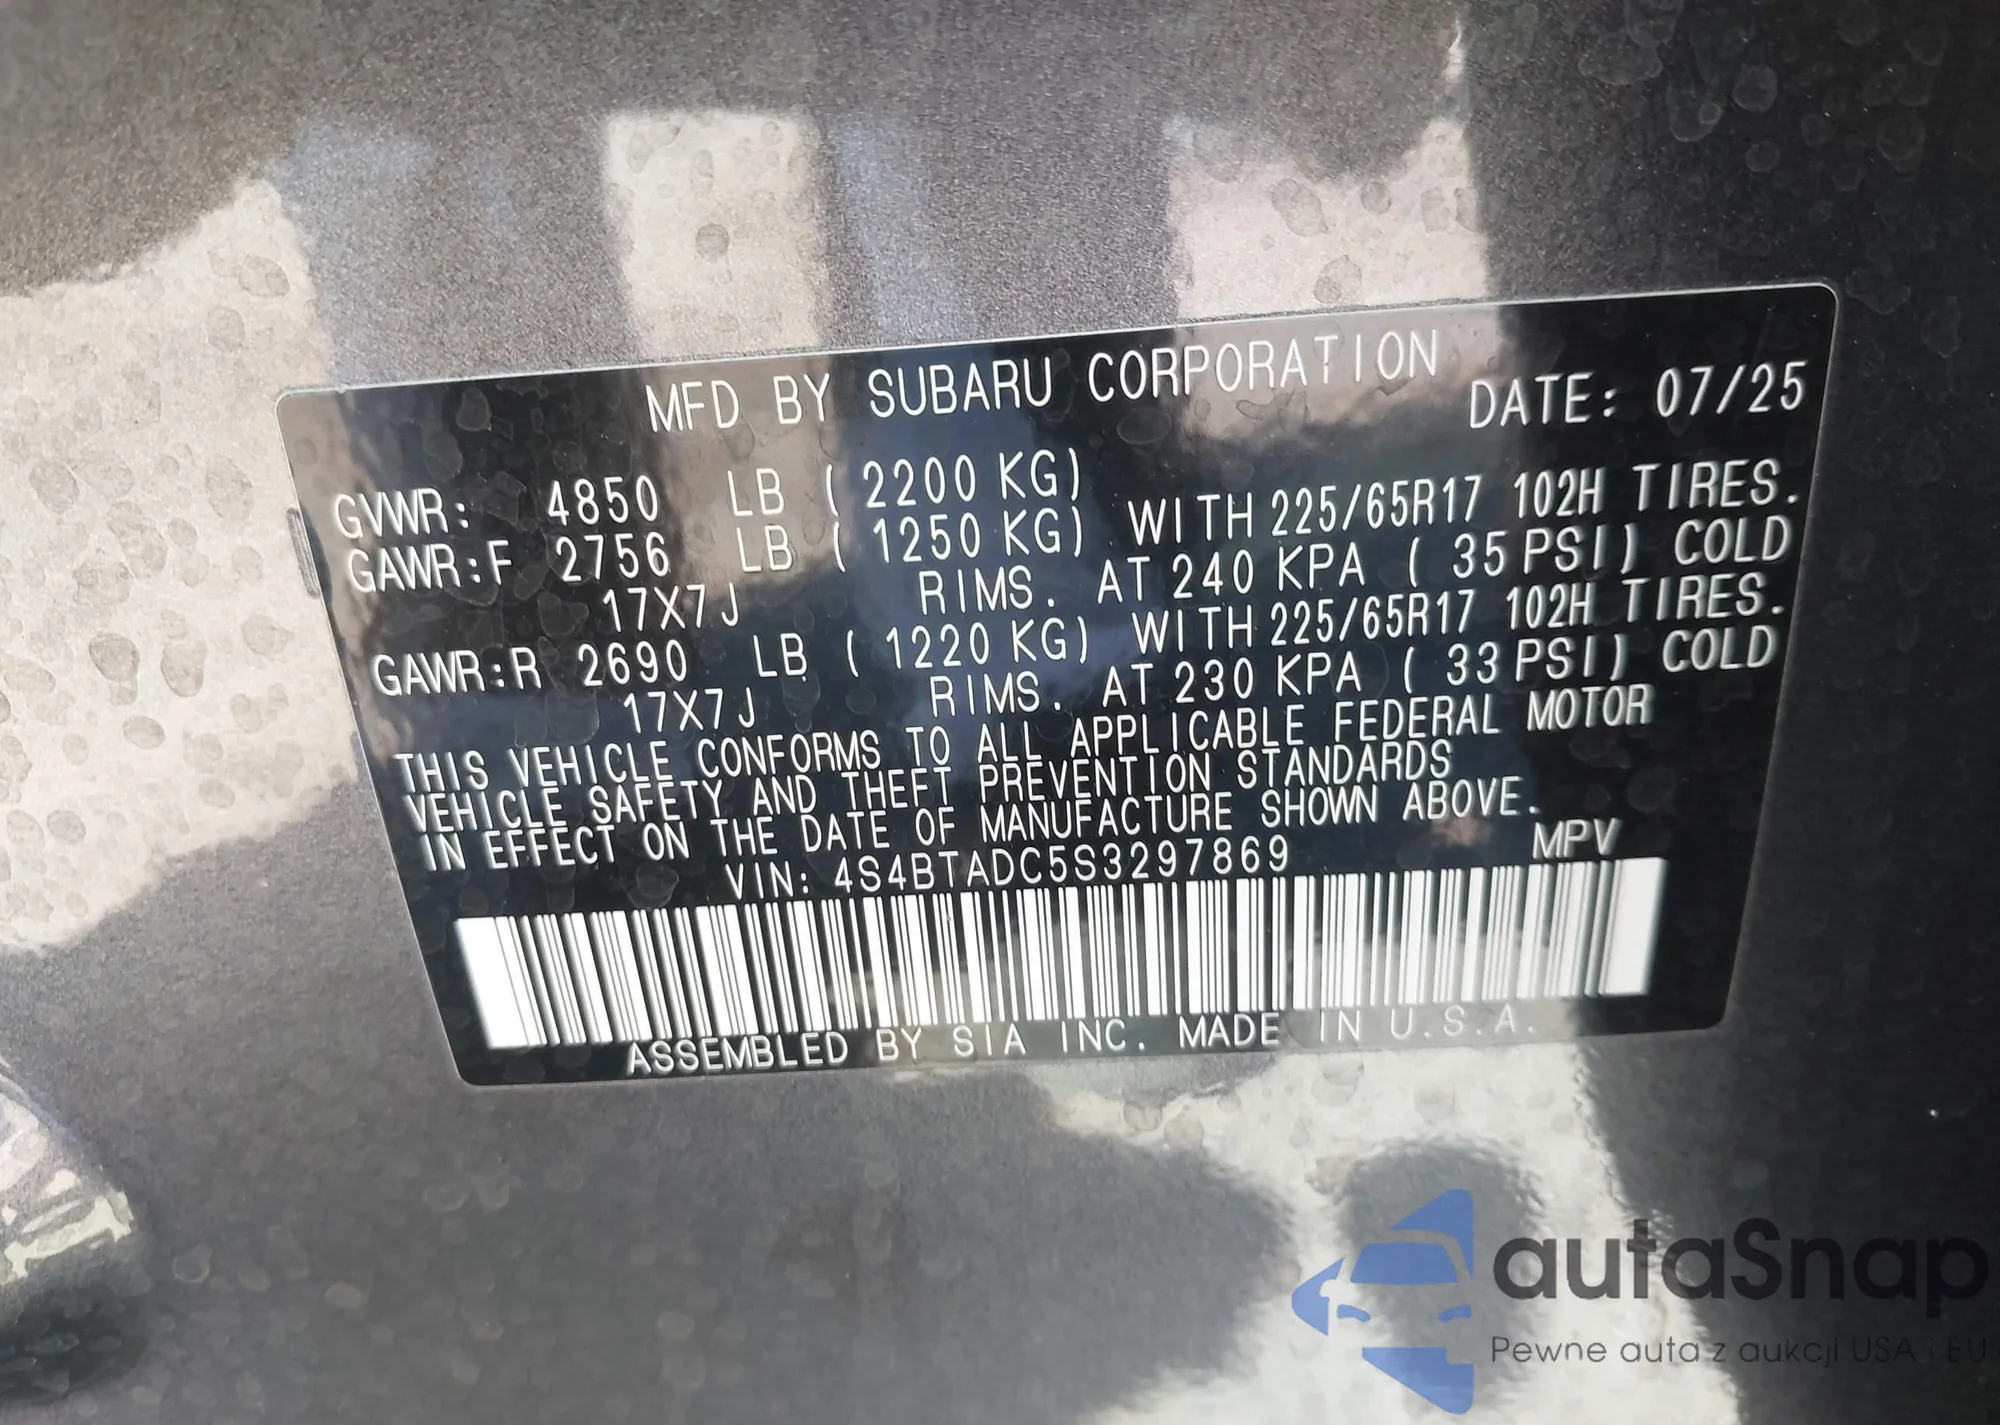 MFD BY SUBARU CORPORATION DATE: 07/25
GVWR: 4850 LB ( 2200 KG)
GAWR:F 2756 LB ( 1250 KG) WITH 225/65R17 102H TIRES.
17X7J RIMS. AT 240 KPA ( 35 PSI) COLD
GAWR:R 2690 LB ( 1220 KG) WITH 225/65R17 102H TIRES.
17X7J RIMS. AT 230 KPA ( 33 PSI) COLD
THIS VEHICLE CONFORMS TO ALL APPLICABLE FEDERAL MOTOR
VEHICLE SAFETY AND THEFT PREVENTION STANDARDS
IN EFFECT ON THE DATE OF MANUFACTURE SHOWN ABOVE.
VIN: 4S4BTADC5S3297869 MPV
ASSEMBLED BY SIA INC. MADE IN U.S.A.
autaSnap
Pewne auta z aukcji USA i EU